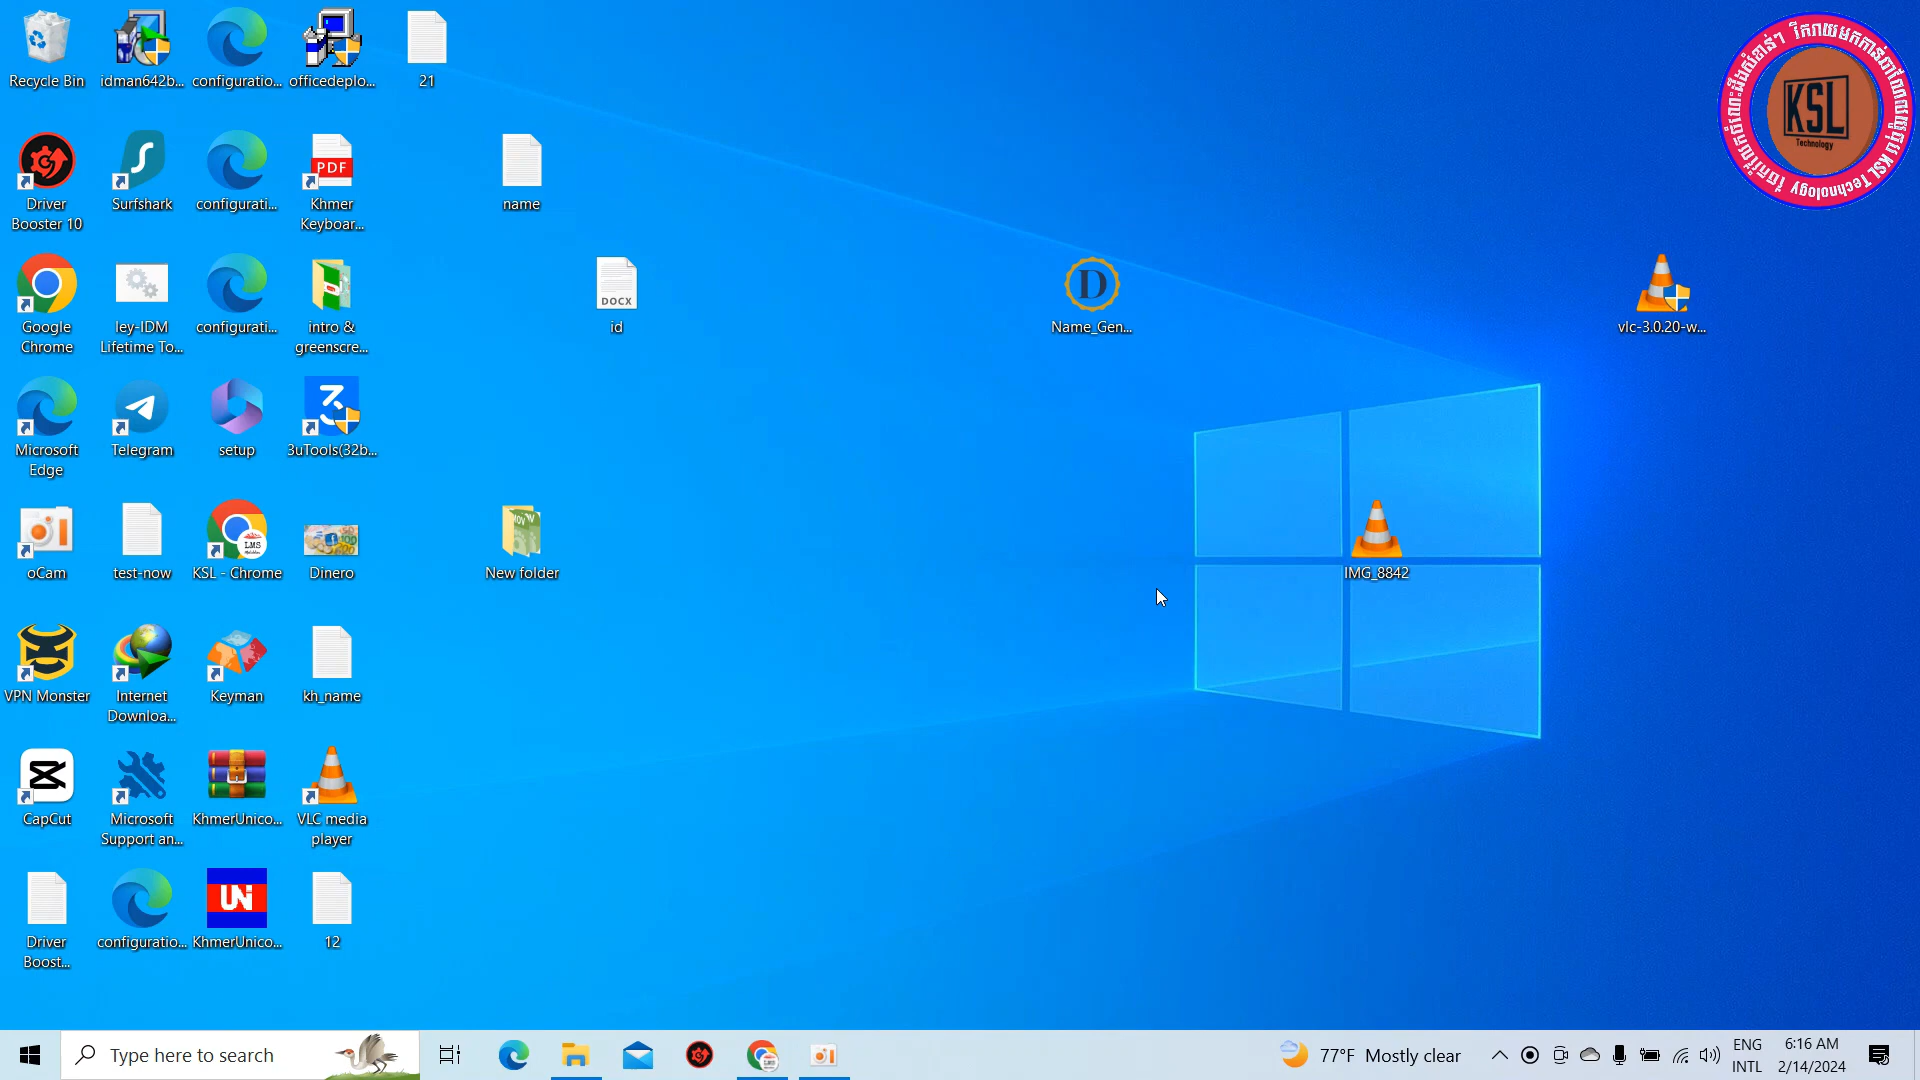 Recycle Bin
idman642b...
configuratio...
officedeplo...
21
KSL
Technology
KSL Technology
Driver
Booster 10
Surfshark
configurati...
PDF
Khmer
Keyboar...
name
Google
Chrome
ley-IDM
Lifetime To...
configurati...
intro &
greenscre...
DOCX
id
D
Name_Gen...
vlc-3.0.20-w...
Microsoft
Edge
Telegram
setup
3uTools(32b...
oCam
test-now
LMS
KSL - Chrome
Dinero
New folder
IMG_8842
VPN Monster
Internet
Downloa...
Keyman
kh_name
CapCut
Microsoft
Support an...
KhmerUnico...
VLC media
player
Driver
Boost...
configuratio...
UNi
KhmerUnico...
12
Type here to search
77°F Mostly clear
ENG
INTL
6:16 AM
2/14/2024